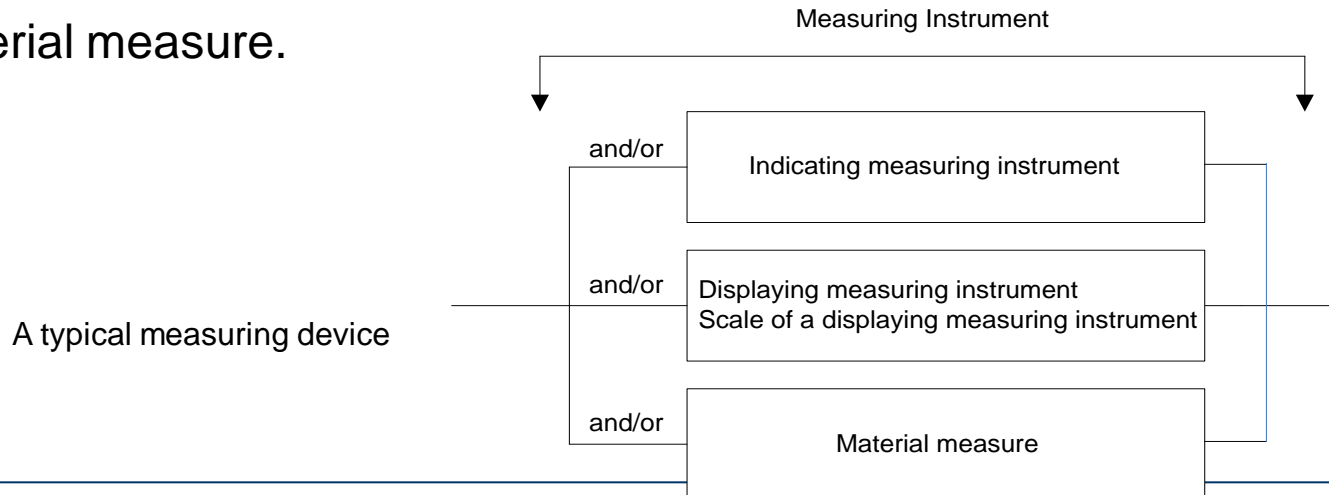 erial measure.
Measuring Instrument
and/or
Indicating measuring instrument
and/or
Displaying measuring instrument
Scale of a displaying measuring instrument
A typical measuring device
and/or
Material measure